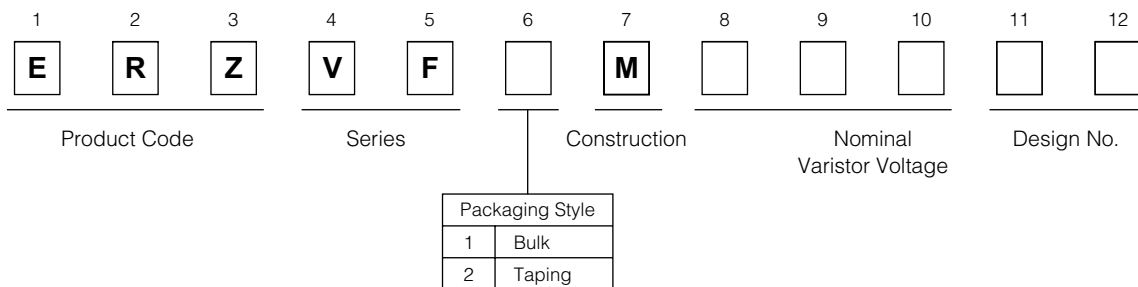 1 2 3 4 5 6 7 8 9 10 11 12
E R Z V F M
Product Code Series Construction Nominal Varistor Voltage Design No.
Packaging Style
1 Bulk
2 Taping